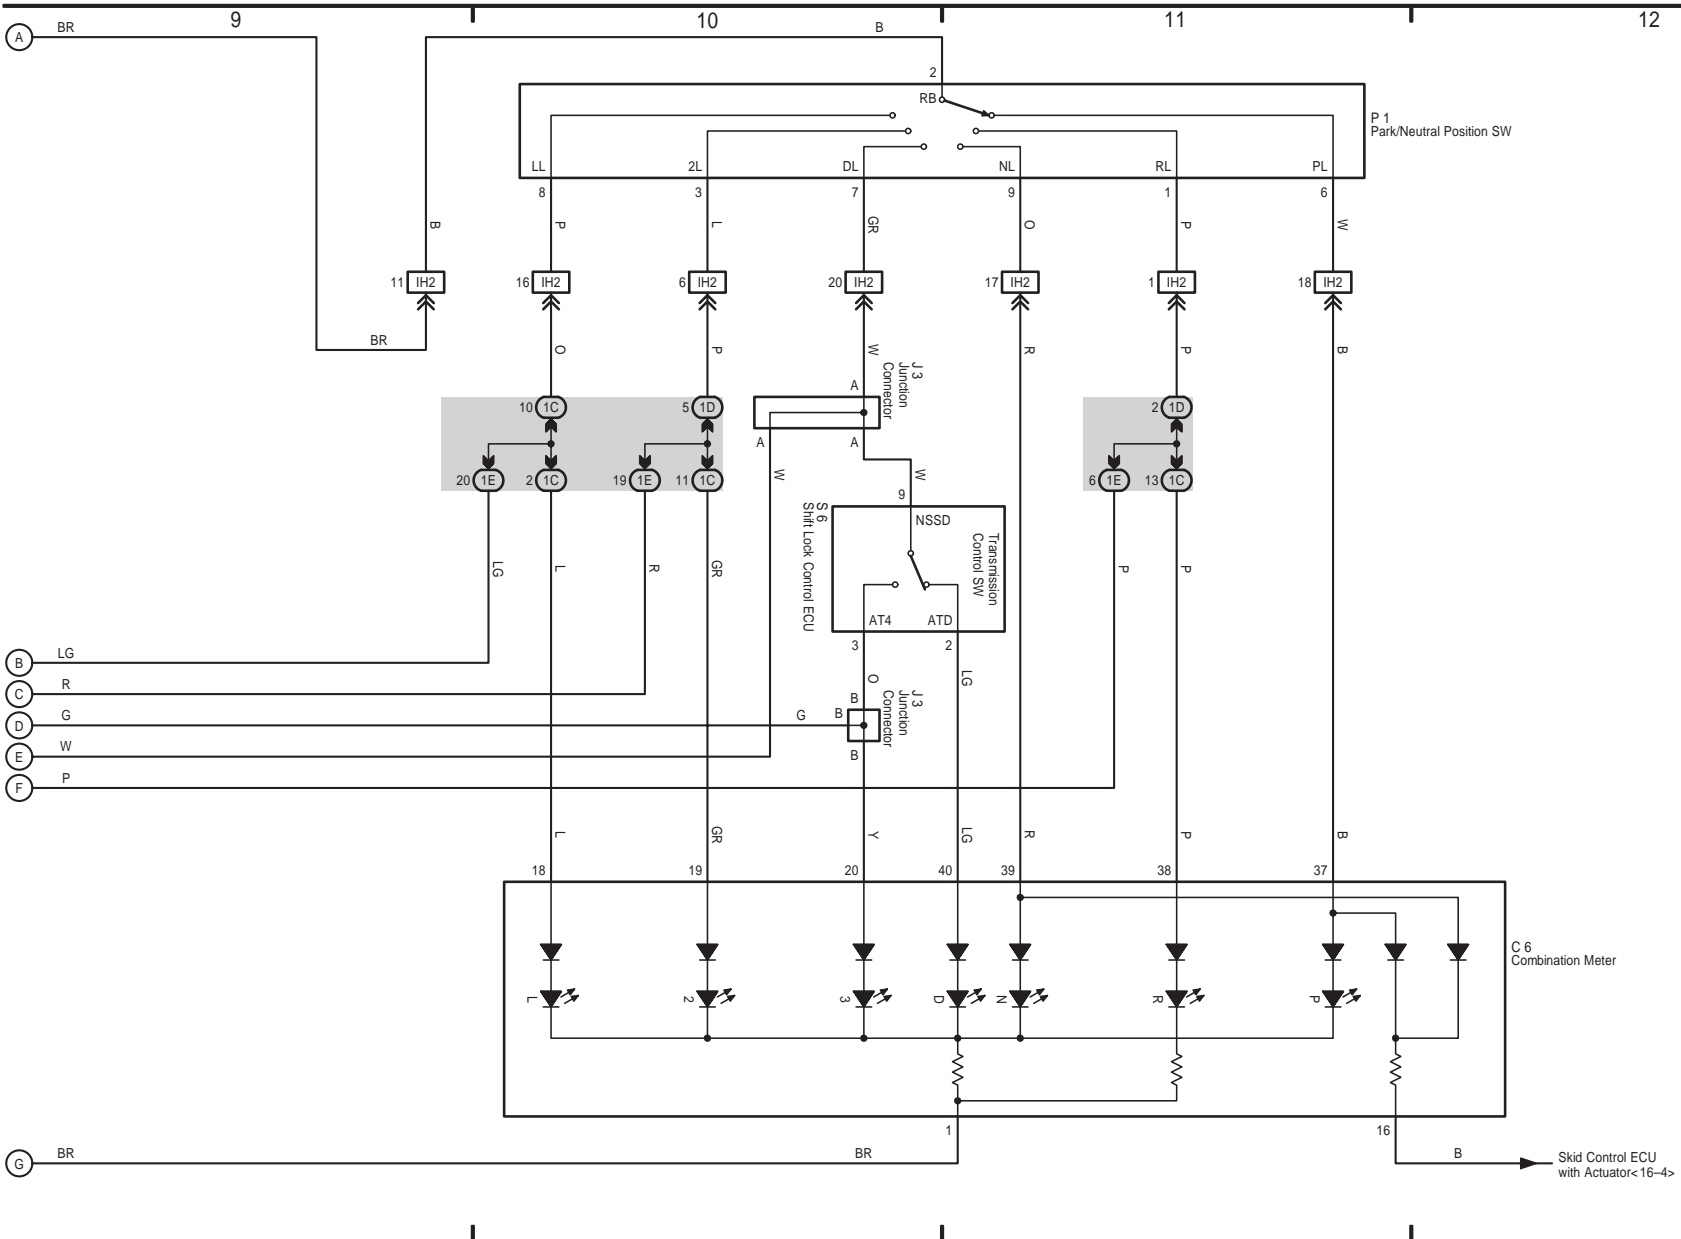 9
10
11
12
A
BR
B
2
RB
P 1
Park/Neutral Position SW
LL
2L
DL
NL
RL
PL
8
3
7
9
1
6
B
P
L
GR
O
P
W
11 IH2
16 IH2
6 IH2
20 IH2
17 IH2
1 IH2
18 IH2
BR
O
P
W
R
P
B
J 3
Junction
Connector
A
10 1C
5 1D
2 1D
A
A
W
W
20 1E
2 1C
19 1E
11 1C
6 1E
13 1C
9
S 6
Shift Lock Control ECU
NSSD
Transmission
Control SW
LG
L
R
GR
P
P
AT4
ATD
3
2
B
LG
O
LG
C
R
B
J 3
Junction
Connector
D
G
G
B
E
W
B
F
P
L
GR
Y
LG
R
P
B
18
19
20
40
39
38
37
C 6
Combination Meter
L
2
3
D
N
R
P
1
16
G
BR
BR
B
Skid Control ECU
with Actuator<16–4>